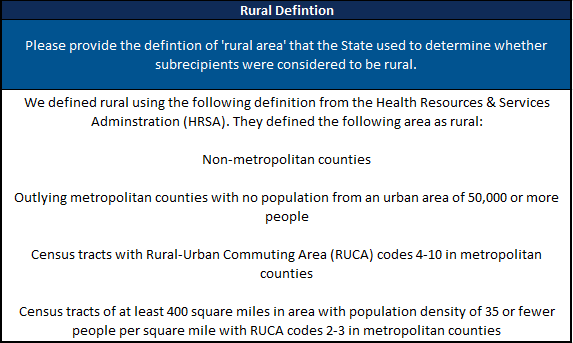 Rural Defintion
Please provide the defintion of 'rural area' that the State used to determine whether
subrecipients were considered to be rural.
We defined rural using the following definition from the Health Resources & Services
Adminstration (HRSA). They defined the following area as rural:
Non-metropolitan counties
Outlying metropolitan counties with no population from an urban area of 50,000 or more
people
Census tracts with Rural-Urban Commuting Area (RUCA) codes 4-10 in metropolitan
counties
Census tracts of at least 400 square miles in area with population density of 35 or fewer
people per square mile with RUCA codes 2-3 in metropolitan counties